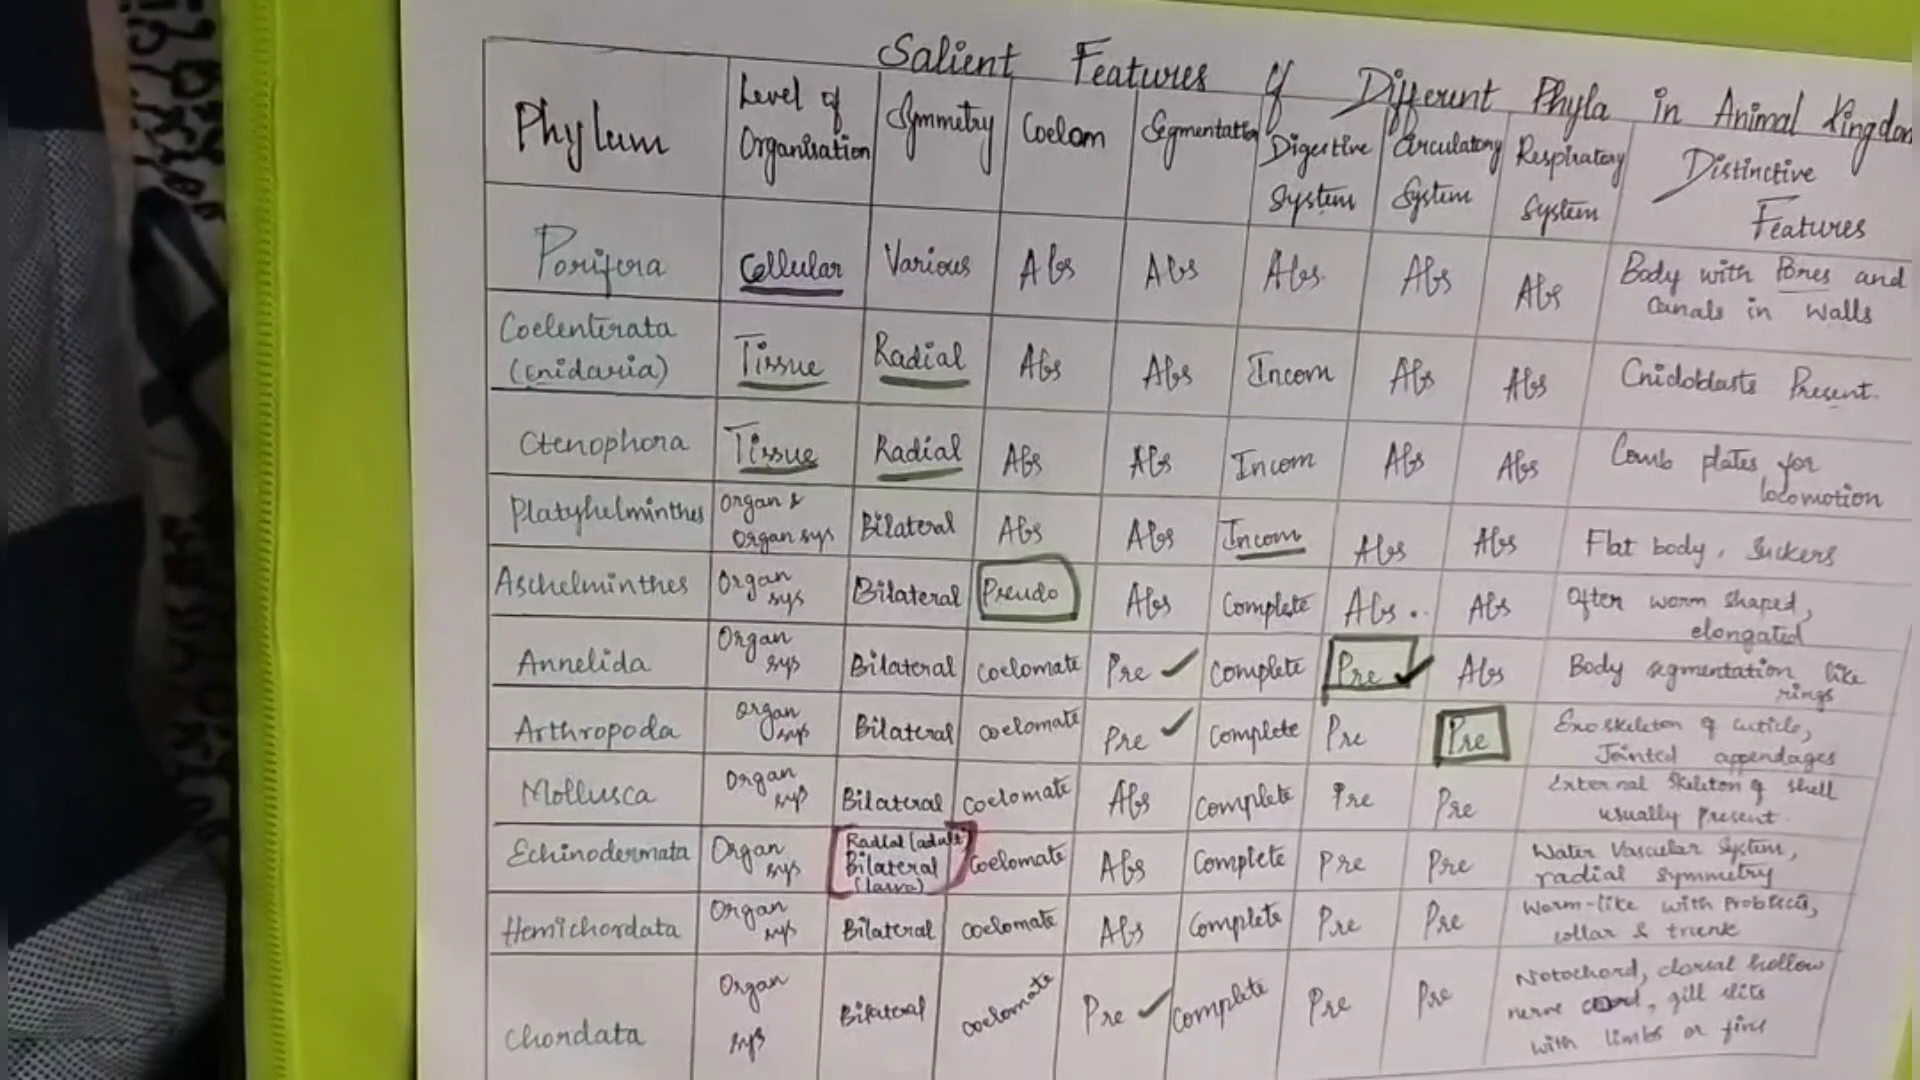 Salient Features of Different Phyla in Animal Kingdom
Phylum Level of Organisation Symmetry Coelom Segmentation Digestive System Circulatory System Respiratory System Distinctive Features
Porifera Cellular Various Abs Abs Abs. Abs Abs Body with Pores and canals in walls
Coelenterata (cnidaria) Tissue Radial Abs Abs Incom Abs Abs Cnidoblasts Present.
Ctenophora Tissue Radial Abs Abs Incom Abs Abs Comb plates for locomotion
Platyhelminthes Organ & Organ sys Bilateral Abs Abs Incom Abs Abs Flat body, Suckers
Aschelminthes Organ sys Bilateral Pseudo Abs Complete Abs .. Abs Often worm shaped, elongated
Annelida Organ sys Bilateral Coelomate Pre ✓ Complete Pre ✓ Abs Body segmentation like rings
Arthropoda Organ sys Bilateral Coelomate Pre ✓ Complete Pre Pre Exoskeleton of cuticle, Jointed appendages
Mollusca Organ sys Bilateral Coelomate Abs Complete Pre Pre External Skeleton of shell usually present.
Echinodermata Organ sys Radial (adult) Bilateral (larva) Coelomate Abs Complete Pre Pre Water Vascular System, radial symmetry
Hemichordata Organ sys Bilateral Coelomate Abs Complete Pre Pre Worm-like with collar & trunk
Chordata Organ sys Bilateral Coelomate Pre ✓ Complete Pre Pre Notochord, dorsal hollow nerve cord, gill slits with limbs or fins